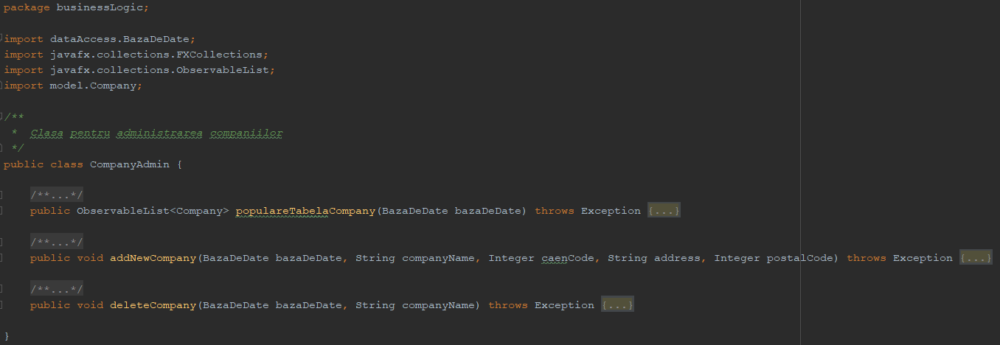 package businessLogic;
import dataAccess.BazaDeDate;
import javafx.collections.FXCollections;
import javafx.collections.ObservableList;
import model.Company;
/**
 *  Clasa pentru administrarea companiilor
 */
public class CompanyAdmin {
    /**...*/
    public ObservableList<Company> populareTabelaCompany(BazaDeDate bazaDeDate) throws Exception {...}
    /**...*/
    public void addNewCompany(BazaDeDate bazaDeDate, String companyName, Integer caenCode, String address, Integer postalCode) throws Exception {...}
    /**...*/
    public void deleteCompany(BazaDeDate bazaDeDate, String companyName) throws Exception {...}
}